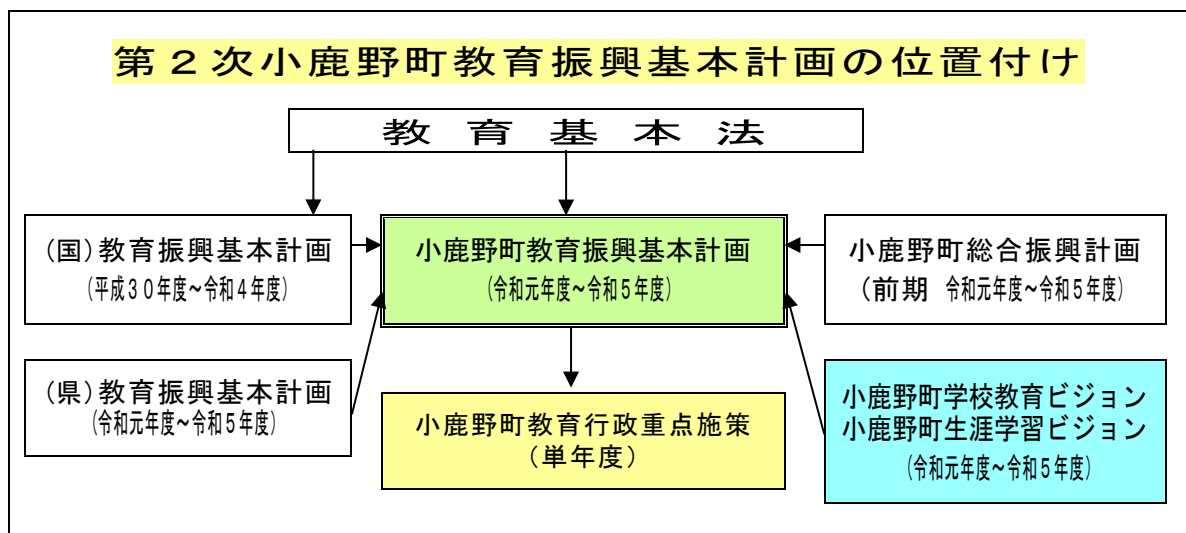 第２次小鹿野町教育振興基本計画の位置付け
教育基本法
(国)教育振興基本計画
(平成３０年度～令和４年度)
小鹿野町教育振興基本計画
(令和元年度～令和５年度)
小鹿野町総合振興計画
(前期 令和元年度～令和５年度)
(県)教育振興基本計画
(令和元年度～令和５年度)
小鹿野町教育行政重点施策
(単年度)
小鹿野町学校教育ビジョン
小鹿野町生涯学習ビジョン
(令和元年度～令和５年度)